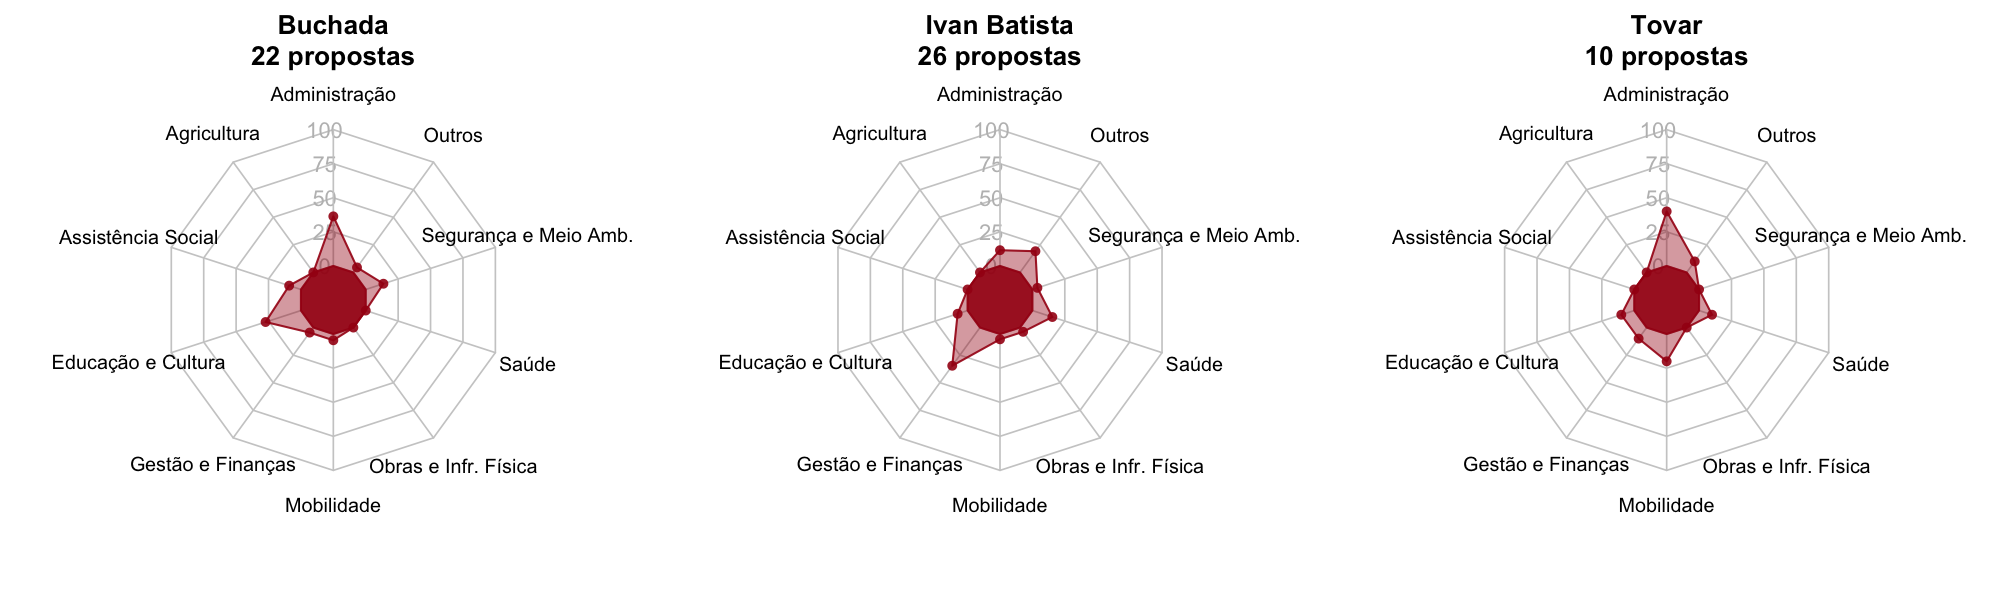 Buchada
22 propostas
Administração
Agricultura
Outros
100
75
50
25
0
Assistência Social
Segurança e Meio Amb.
Educação e Cultura
Saúde
Gestão e Finanças
Obras e Infr. Física
Mobilidade
Ivan Batista
26 propostas
Administração
Agricultura
Outros
100
75
50
25
0
Assistência Social
Segurança e Meio Amb.
Educação e Cultura
Saúde
Gestão e Finanças
Obras e Infr. Física
Mobilidade
Tovar
10 propostas
Administração
Agricultura
Outros
100
75
50
25
0
Assistência Social
Segurança e Meio Amb.
Educação e Cultura
Saúde
Gestão e Finanças
Obras e Infr. Física
Mobilidade